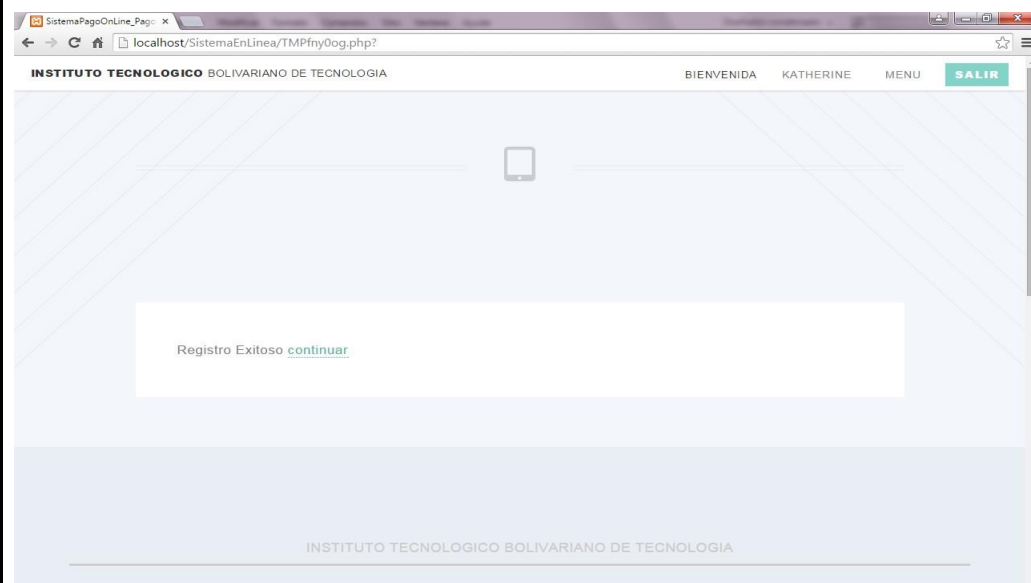 SistemaPagoOnLine_Pago
localhost/SistemaEnLinea/TMPfny0og.php?
INSTITUTO TECNOLOGICO BOLIVARIANO DE TECNOLOGIA
BIENVENIDA KATHERINE MENU SALIR
Registro Exitoso continuar
INSTITUTO TECNOLOGICO BOLIVARIANO DE TECNOLOGIA